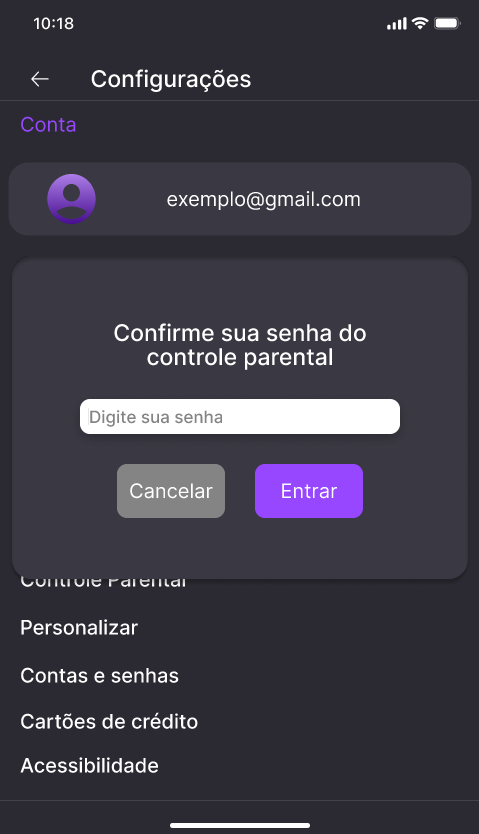 10:18
Configurações
Conta
exemplo@gmail.com
Confirme sua senha do
controle parental
Digite sua senha
Cancelar
Entrar
Controle Parental
Personalizar
Contas e senhas
Cartões de crédito
Acessibilidade